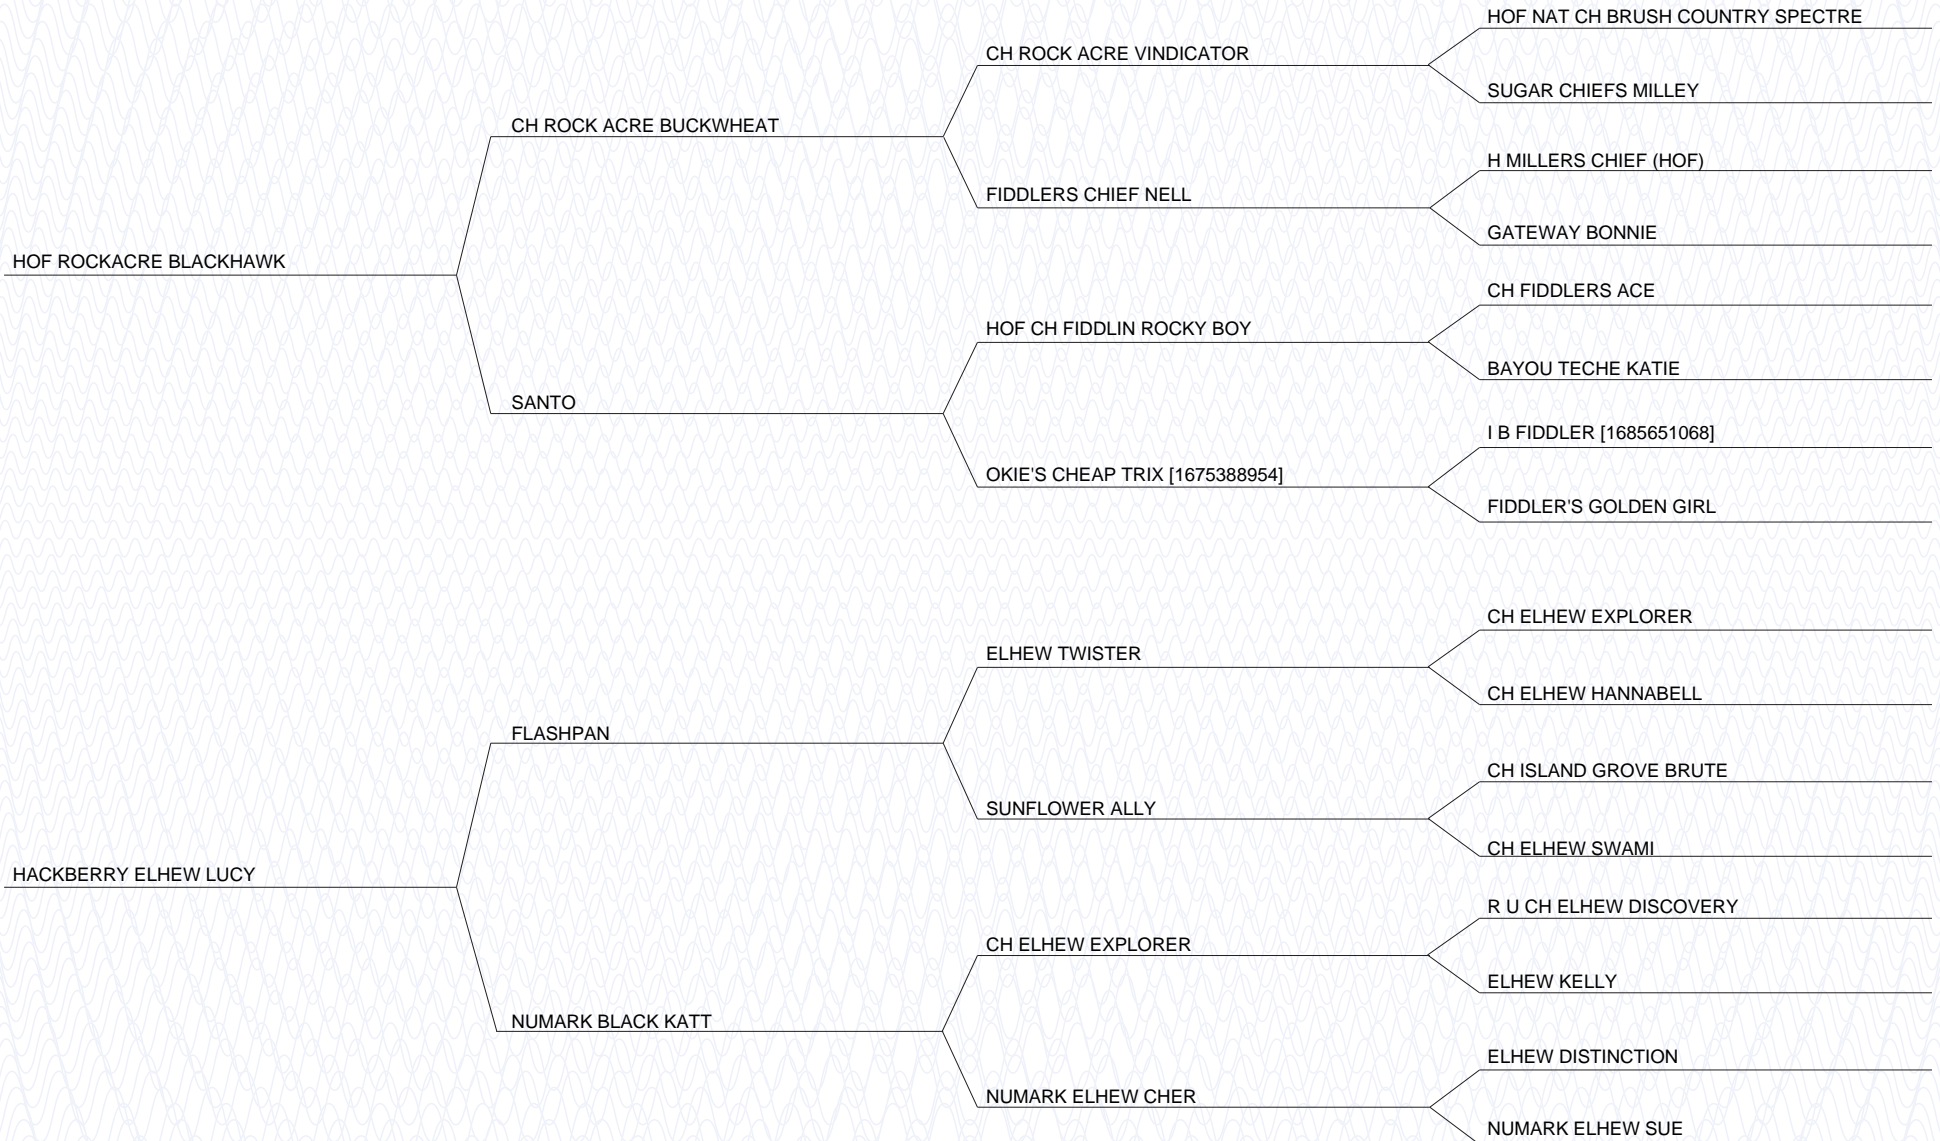 HOF NAT CH BRUSH COUNTRY SPECTRE
CH ROCK ACRE VINDICATOR
SUGAR CHIEFS MILLEY
CH ROCK ACRE BUCKWHEAT
H MILLERS CHIEF (HOF)
FIDDLERS CHIEF NELL
GATEWAY BONNIE
HOF ROCKACRE BLACKHAWK
CH FIDDLERS ACE
HOF CH FIDDLIN ROCKY BOY
BAYOU TECHE KATIE
SANTO
I B FIDDLER [1685651068]
OKIE'S CHEAP TRIX [1675388954]
FIDDLER'S GOLDEN GIRL
CH ELHEW EXPLORER
ELHEW TWISTER
CH ELHEW HANNABELL
FLASHPAN
CH ISLAND GROVE BRUTE
SUNFLOWER ALLY
CH ELHEW SWAMI
HACKBERRY ELHEW LUCY
R U CH ELHEW DISCOVERY
CH ELHEW EXPLORER
ELHEW KELLY
NUMARK BLACK KATT
ELHEW DISTINCTION
NUMARK ELHEW CHER
NUMARK ELHEW SUE